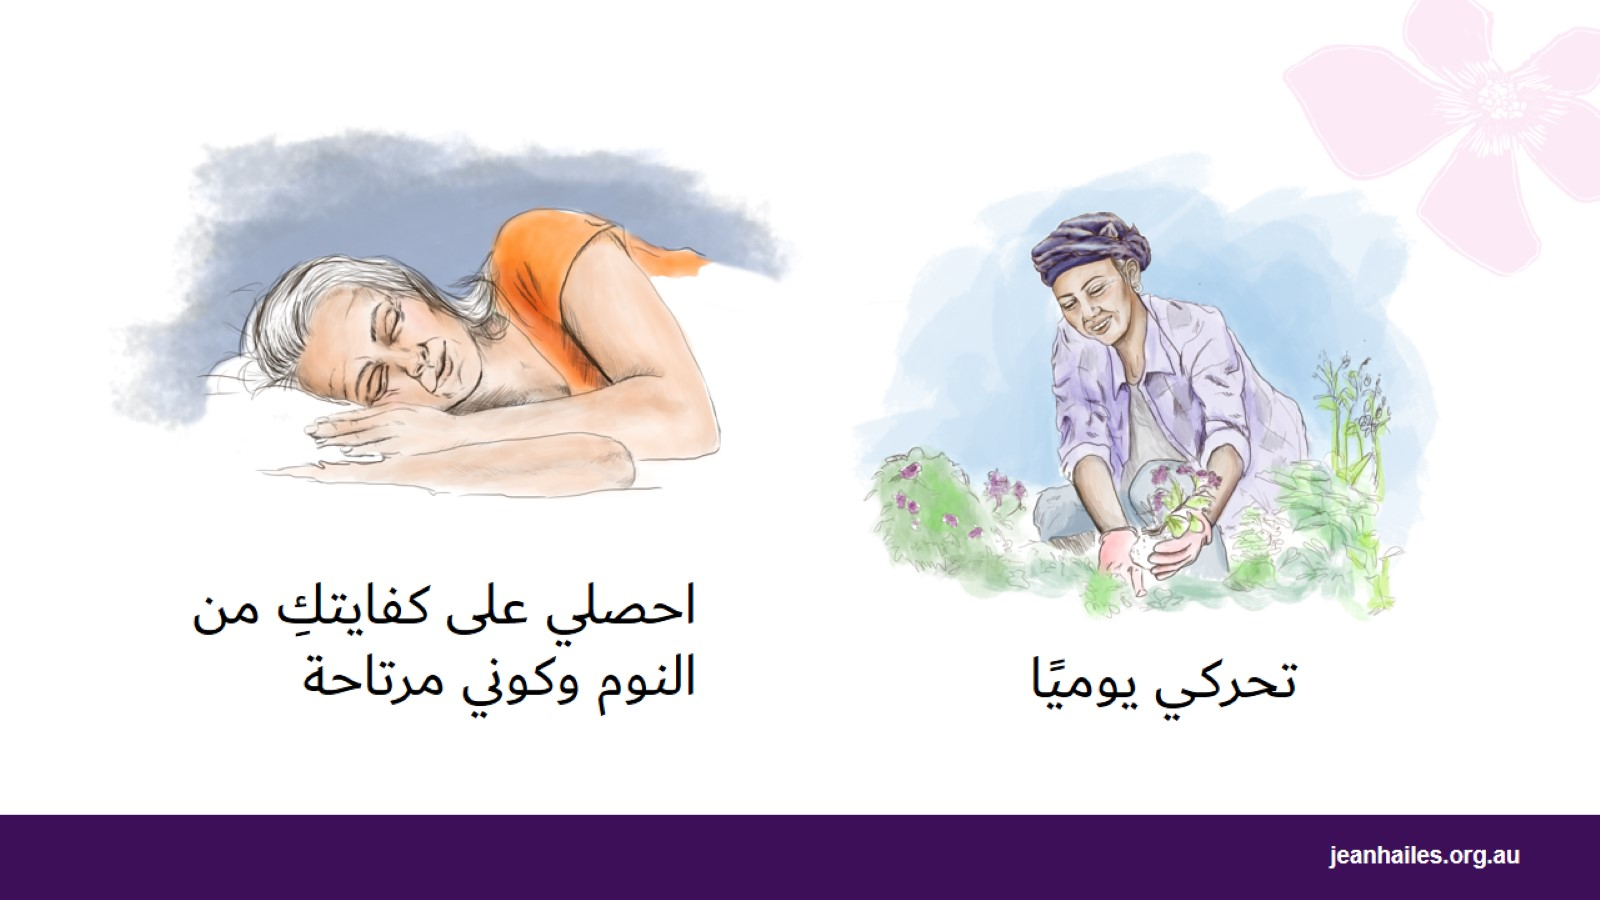 تحركي يوميًا
احصلي على كفايتكِ من
النوم وكوني مرتاحة
jeanhailes.org.au